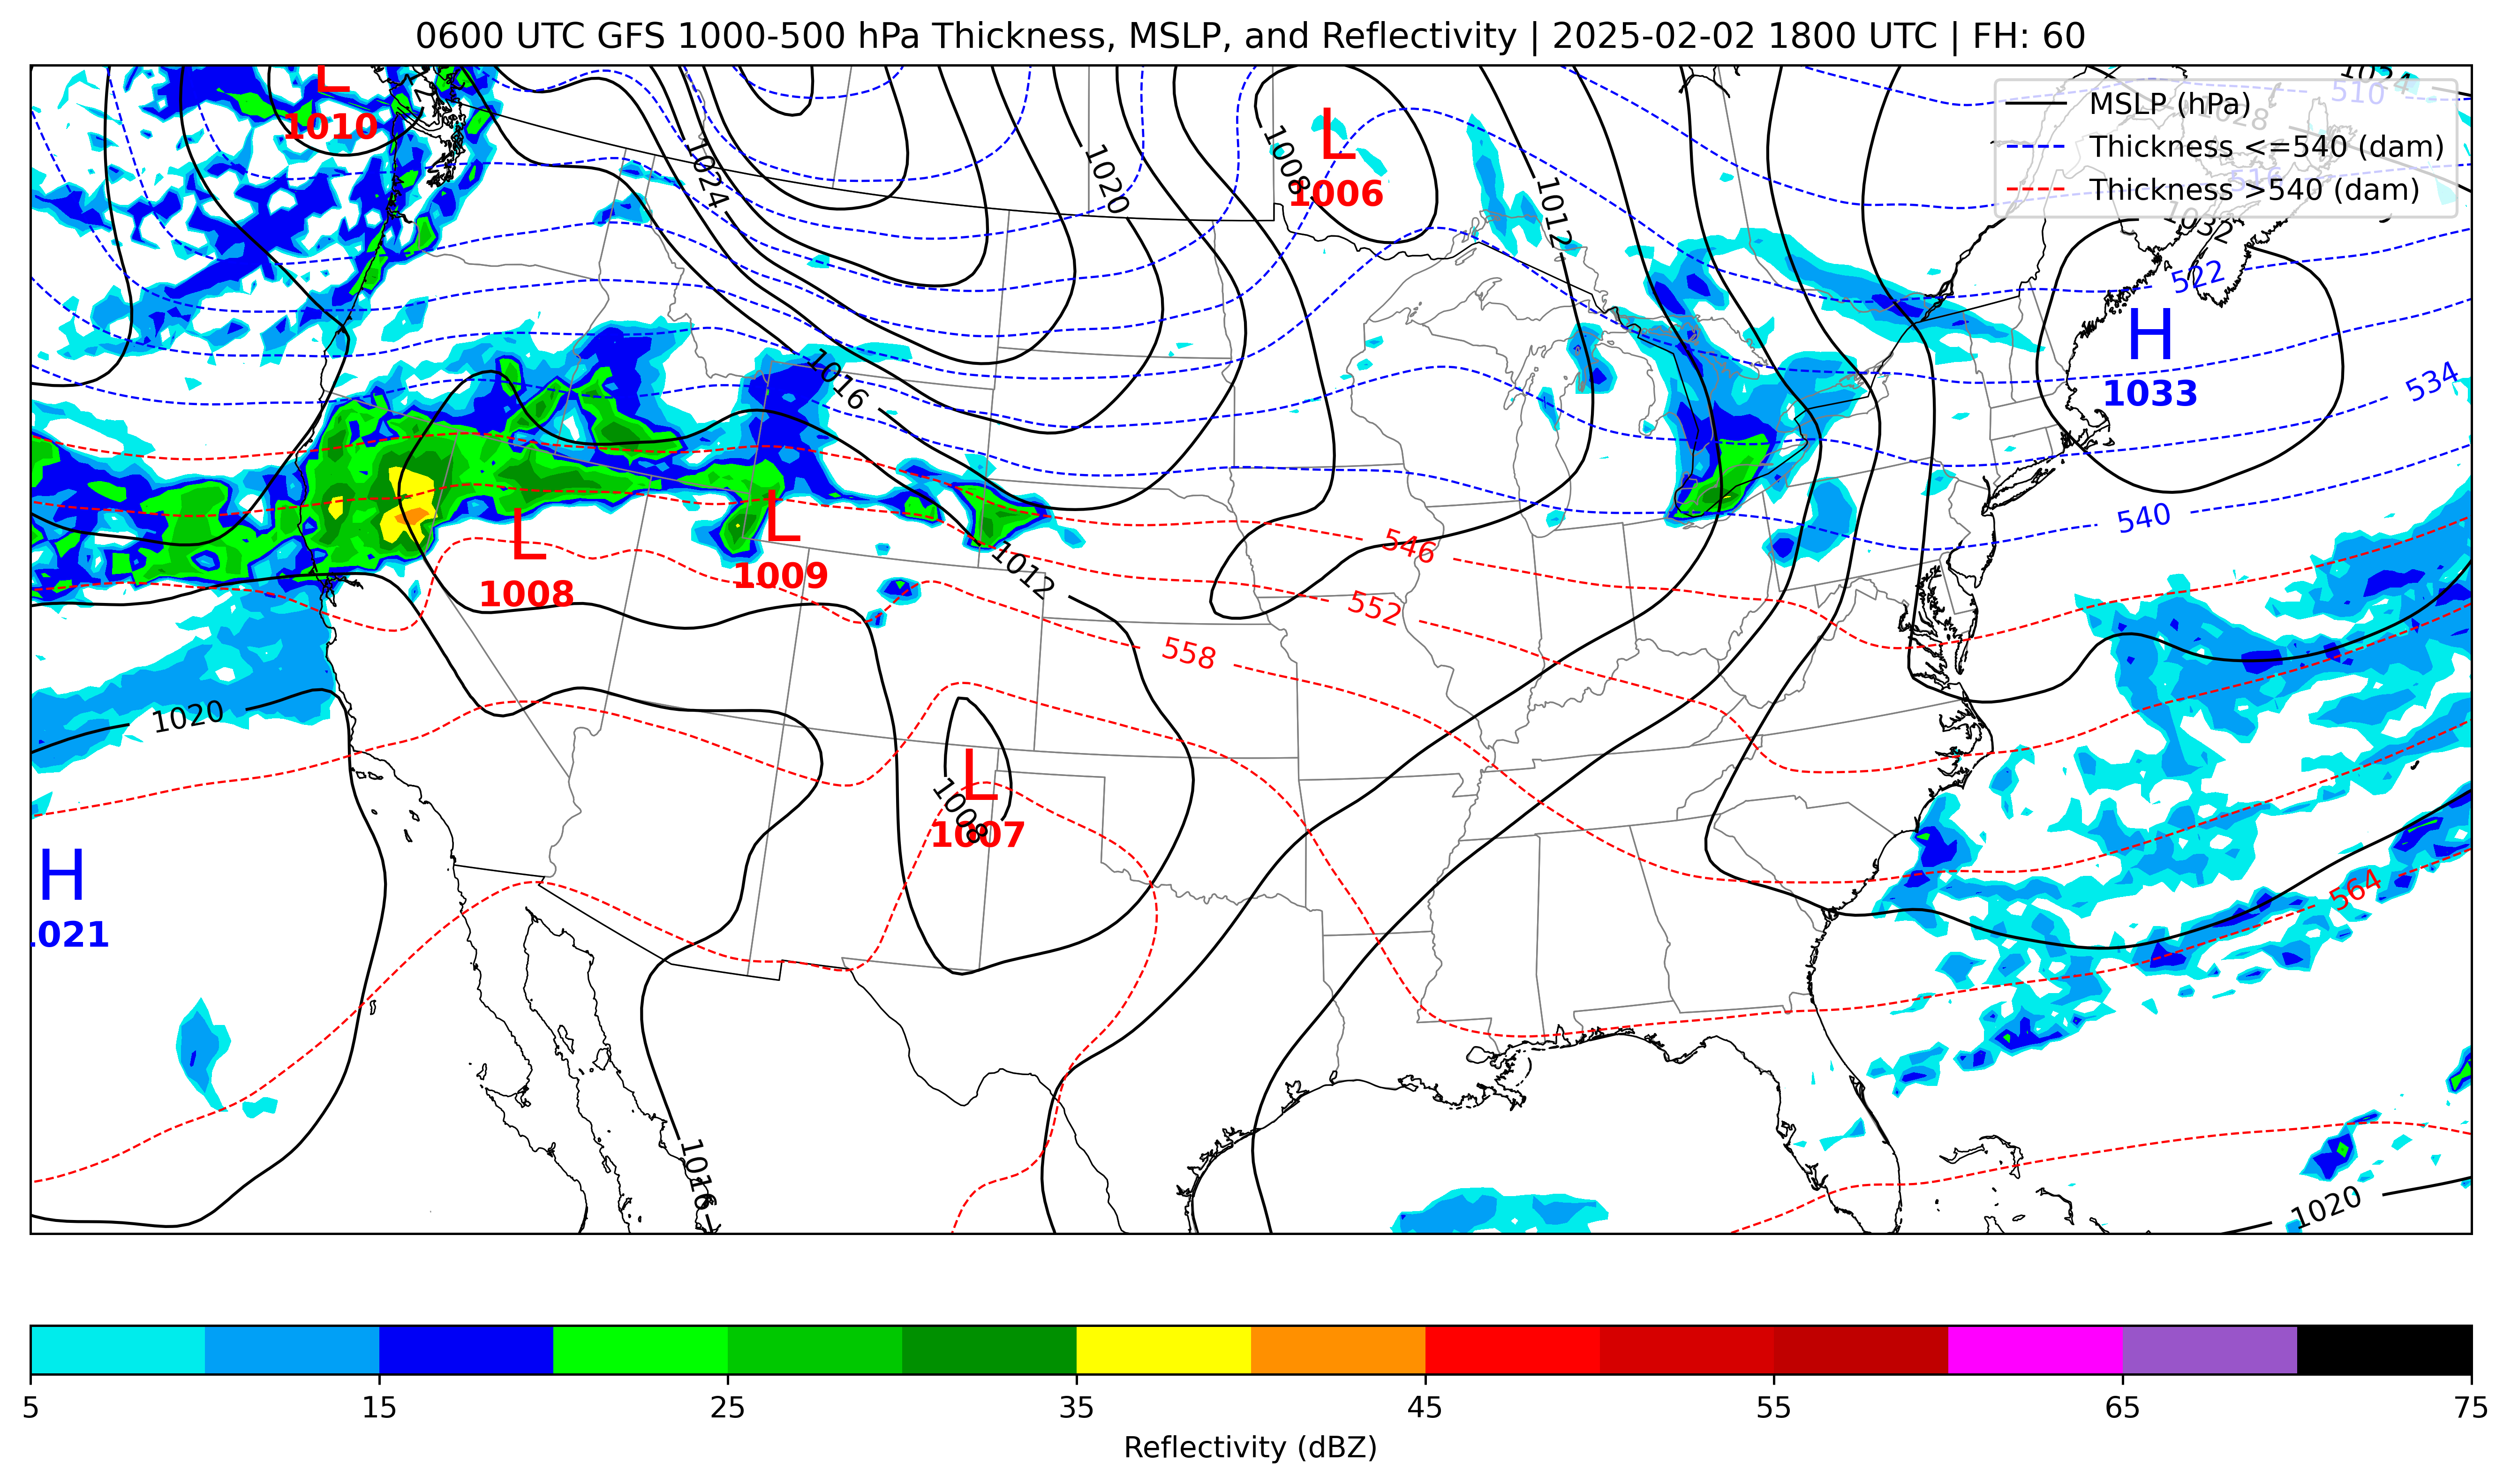 0600 UTC GFS 1000-500 hPa Thickness, MSLP, and Reflectivity | 2025-02-02 1800 UTC | FH: 60
MSLP (hPa)
Thickness <=540 (dam)
Thickness >540 (dam)
510
1028
516
1032
L
1010
L
1006
1008
1024
1020
1012
522
H
1033
534
1016
540
546
L
1008
L
1009
1012
552
558
1020
L
1007
1008
H
1021
564
1016
1020
5 15 25 35 45 55 65 75
Reflectivity (dBZ)